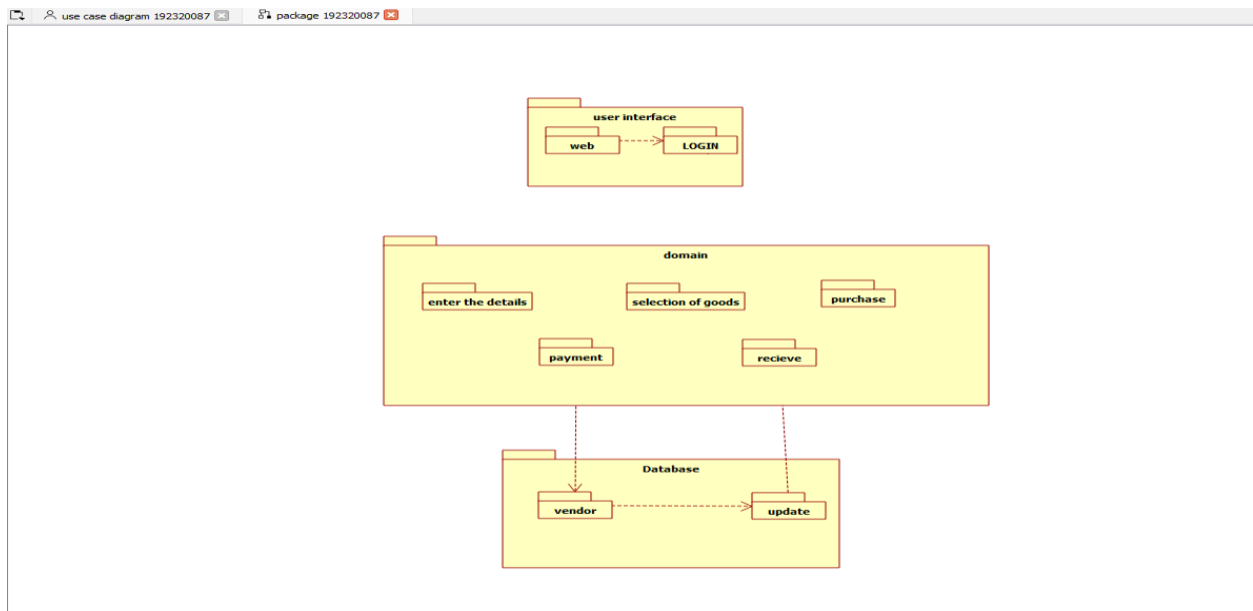 use case diagram 192320087
package 192320087
user interface
web
LOGIN
domain
enter the details
selection of goods
purchase
payment
recieve
Database
vendor
update